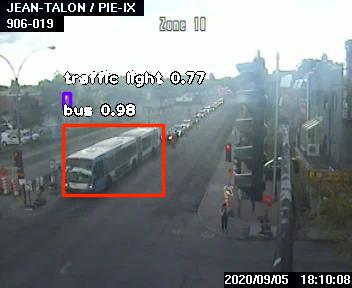 JEAN-TALON / PIE-IX
906-019
Zone 10
traffic light 0.77
bus 0.98
2020/09/05 18:10:08